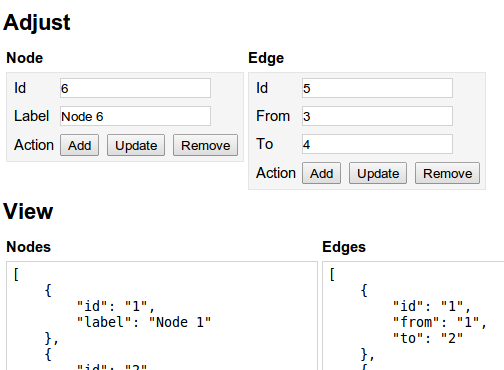 Adjust
Node
Id 6
Label Node 6
Action Add Update Remove
Edge
Id 5
From 3
To 4
Action Add Update Remove
View
Nodes
[
    {
        "id": "1",
        "label": "Node 1"
    },
    {
        "id": "2",
Edges
[
    {
        "id": "1",
        "from": "1",
        "to": "2"
    },
    {